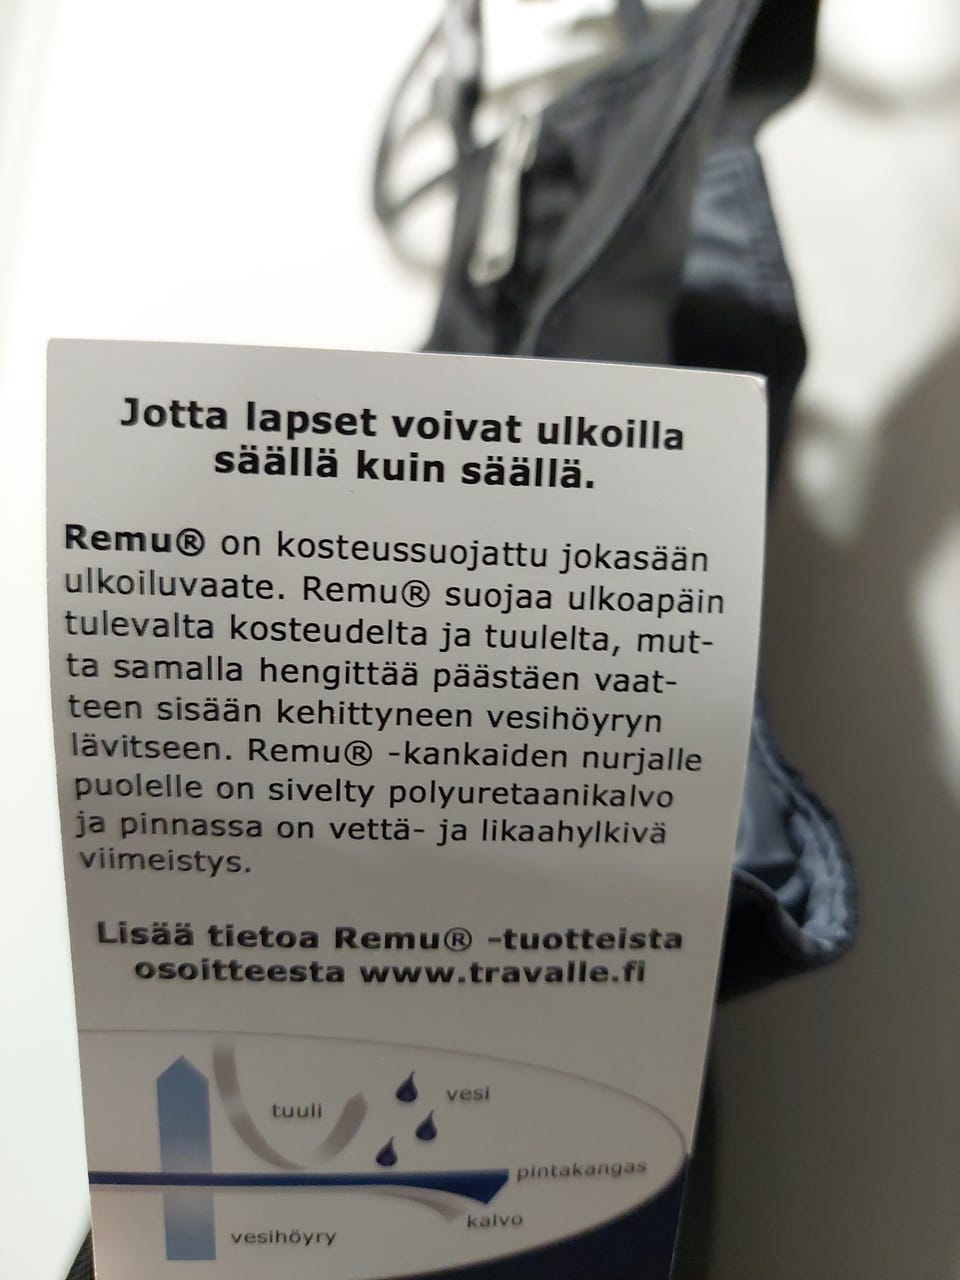 Jotta lapset voivat ulkoilla
säällä kuin säällä.
Remu® on kosteussuojattu jokasään
ulkoiluvaate. Remu® suojaa ulkoapäin
tulevalta kosteudelta ja tuulelta, mut-
ta samalla hengittää päästäen vaat-
teen sisään kehittyneen vesihöyryn
lävitseen. Remu® -kankaiden nurjalle
puolelle on sivelty polyuretaanikalvo
ja pinnassa on vettä- ja likaahylkivä
viimeistys.
Lisää tietoa Remu® -tuotteista
osoitteesta www.travalle.fi
vesi
tuuli
pintakangas
kalvo
vesihöyry